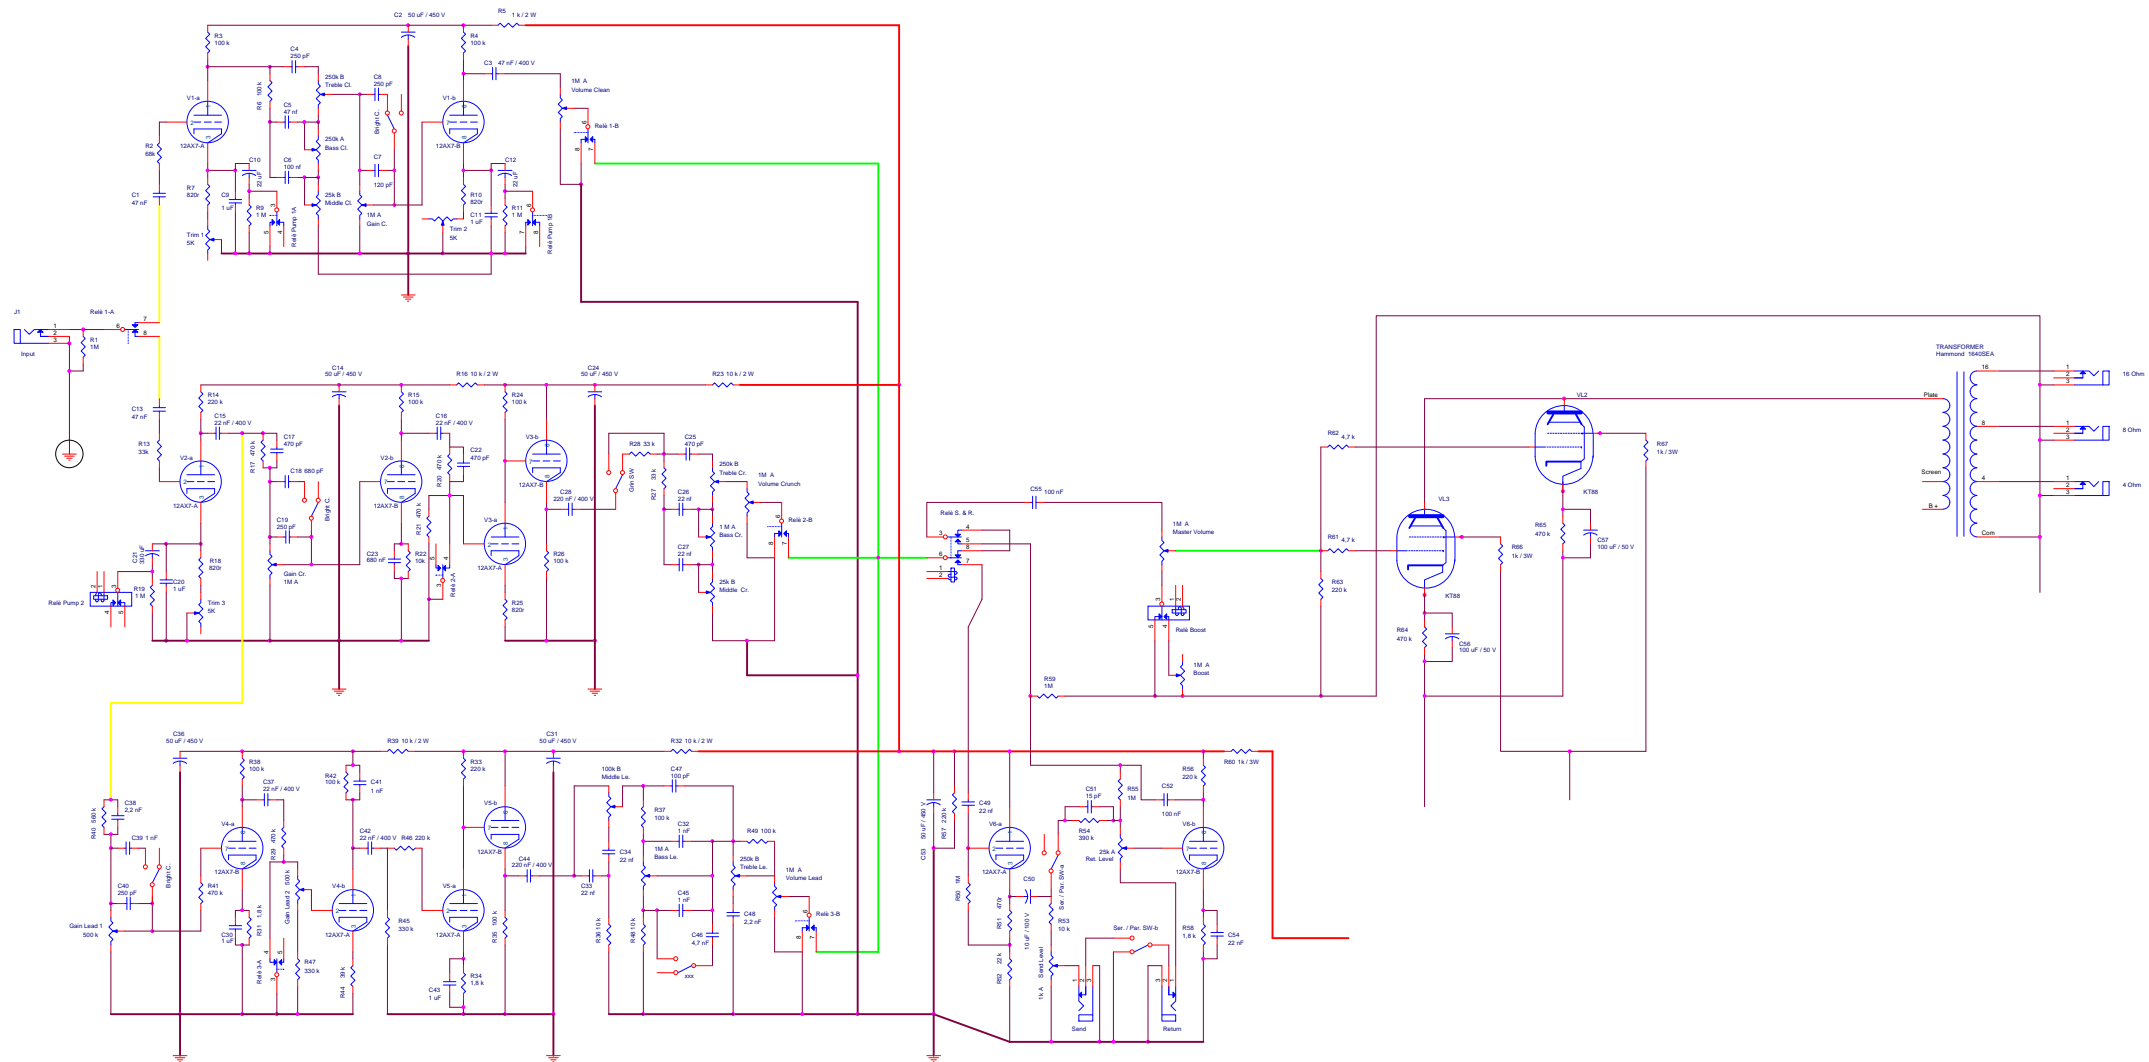 C2 50 uF / 450 V
R5 1 k / 2 W
R3
100 k
R4
100 k
C4
250 pF
C3 47 nF / 400 V
250k B
Treble Cl.
C8
250 pF
1M A
Volume Clean
R6 100 k
V1-a
V1-b
C5
47 nf
Bright C.
Relè 1-B
12AX7-A
12AX7-B
R2
68k
250k A
Bass Cl.
C10
22 uF
C6
100 nf
C7
120 pF
C12
22 uF
C1
47 nF
R7
820r
C9
1 uF
R9
1 M
Relè Pump 1A
25k B
Middle Cl.
1M A
Gain C.
R10
820r
C11
1 uF
R11
1 M
Relè Pump 1B
Trim 1
5K
Trim 2
5K
J1
Relè 1-A
Input
R1
1M
C14
50 uF / 450 V
R16 10 k / 2 W
C24
50 uF / 450 V
R23 10 k / 2 W
C13
47 nF
R14
220 k
R15
100 k
R24
100 k
C15
22 nF / 400 V
C16
22 nF / 400 V
R13
33k
R17 470 k
C17
470 pF
V2-a
V2-b
V3-b
R20 470 k
C22
470 pF
R28 33 k
C25
470 pF
C18 680 pF
Bright C.
12AX7-A
12AX7-B
12AX7-B
Gini SW
R27 33 k
250k B
Treble Cr.
1M A
Volume Crunch
C28
220 nF / 400 V
C26
22 nf
C19
250 pF
R21 470 k
V3-a
12AX7-A
1 M A
Bass Cr.
Relè 2-B
C21
330 uF
R18
820r
C23
680 nF
R22
10k
Relè 2-A
R26
100 k
C27
22 nf
Relè Pump 2
R19
1 M
C20
1 uF
Gain Cr.
1M A
25k B
Middle Cr.
Trim 3
5K
R25
820r
Relè S. & R.
C55 100 nF
1M A
Master Volume
Relè Boost
1M A
Boost
R59
1M
R62 4,7 k
R61 4,7 k
R63
220 k
VL2
KT88
R67
1k / 3W
VL3
KT88
R66
1k / 3W
R65
470 k
C57
100 uF / 50 V
R64
470 k
C56
100 uF / 50 V
TRANSFORMER
Hammond 1640SEA
Plate
Screen
B +
16
8
4
Com
16 Ohm
8 Ohm
4 Ohm
C36
50 uF / 450 V
R39 10 k / 2 W
C31
50 uF / 450 V
R32 10 k / 2 W
R60 1k / 3W
R38
100 k
R42
100 k
C41
1 nF
R33
220 k
100k B
Middle Le.
C47
100 pF
C37
22 nF / 400 V
R40 560 k
C38
2,2 nF
C39 1 nF
Bright C.
C40
250 pF
V4-a
12AX7-B
R29 470 k
C42
22 nF / 400 V
R46 220 k
V5-b
12AX7-B
C44
220 nF / 400 V
C34
22 nf
C33
22 nf
R37
100 k
C32
1 nF
1M A
Bass Le.
R49 100 k
250k B
Treble Le.
1M A
Volume Lead
R41
470 k
Gain Lead 2 500 k
V4-b
12AX7-A
V5-a
12AX7-A
C45
1 nF
C48
2,2 nF
Relè 3-B
Gain Lead 1
500 k
C30
1 uF
R31 1,8 k
Relè 3-A
R45
330 k
R35 100 k
R36 10 k
R48 10 k
C46
4,7 nF
xxx
R47
330 k
R44 39 k
C43
1 uF
R34
1,8 k
C53 50 uF / 450 V
R57 220 k
C49
22 nf
C51
15 pF
R55
1M
C52
100 nF
R56
220 k
V6-a
12AX7-A
R54
390 k
25k A
Ret. Level
V6-b
12AX7-B
R50 1M
R51 470r
C50
10 uF / 100 V
Ser. / Par. SW-a
R53
10 k
Ser. / Par. SW-b
R58
1,8 k
C54
22 nF
R52 22 k
Send Level
1k A
Send
Return